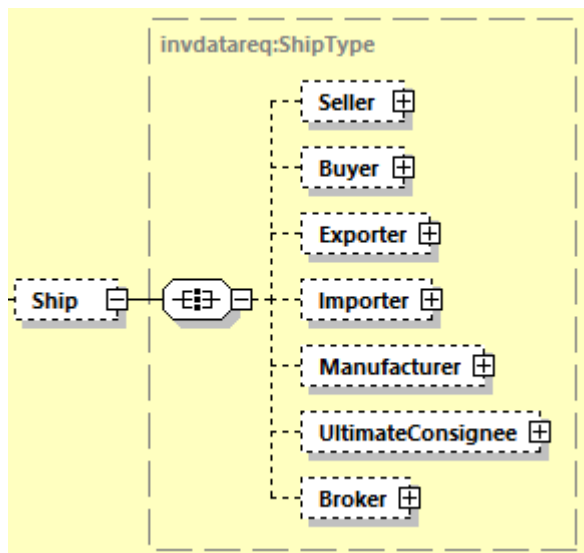 invdatareq:ShipType
Seller
Buyer
Exporter
Ship
Importer
Manufacturer
UltimateConsignee
Broker